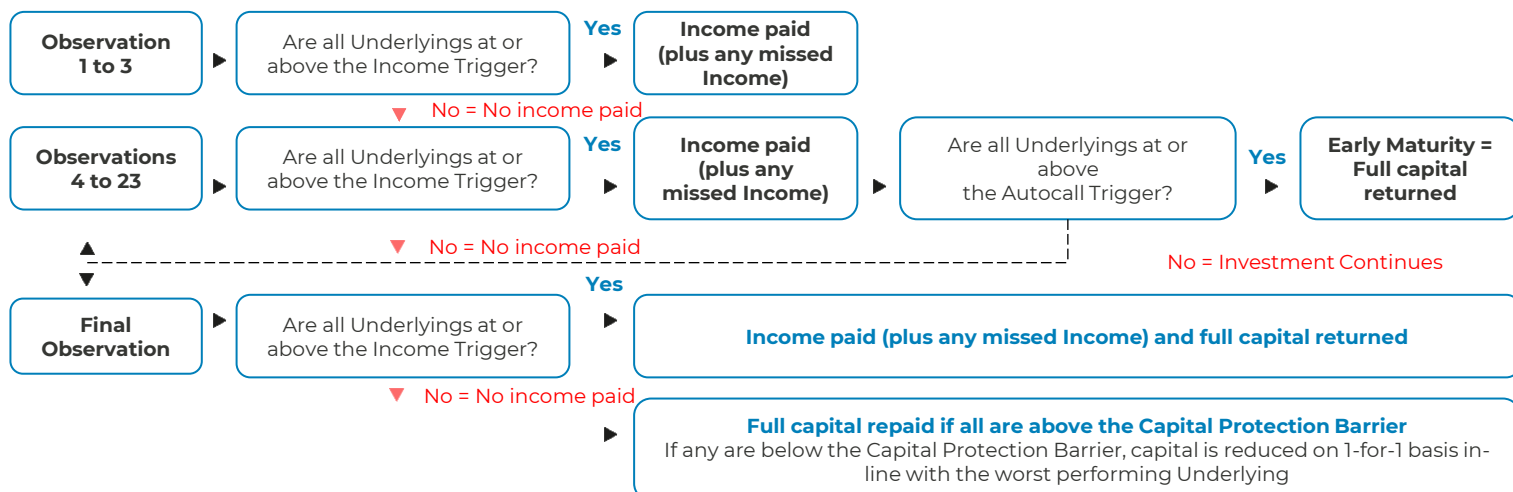 Observation
1 to 3
Are all Underlyings at or
above the Income Trigger?
Yes
Income paid
(plus any missed
Income)
No = No income paid
Observations
4 to 23
Are all Underlyings at or
above the Income Trigger?
Yes
Income paid
(plus any
missed Income)
Are all Underlyings at or
above
the Autocall Trigger?
Yes
Early Maturity =
Full capital
returned
No = No income paid
No = Investment Continues
Final
Observation
Are all Underlyings at or
above the Income Trigger?
Yes
Income paid (plus any missed Income) and full capital returned
No = No income paid
Full capital repaid if all are above the Capital Protection Barrier
If any are below the Capital Protection Barrier, capital is reduced on 1-for-1 basis in-
line with the worst performing Underlying